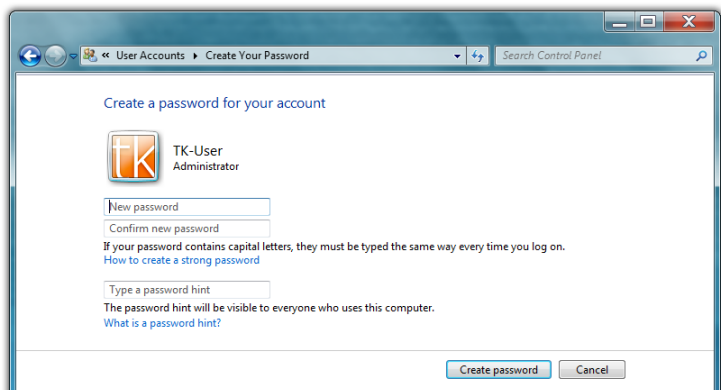 « User Accounts ▸ Create Your Password
Search Control Panel
Create a password for your account
tk
TK-User
Administrator
New password
Confirm new password
If your password contains capital letters, they must be typed the same way every time you log on.
How to create a strong password
Type a password hint
The password hint will be visible to everyone who uses this computer.
What is a password hint?
Create password
Cancel